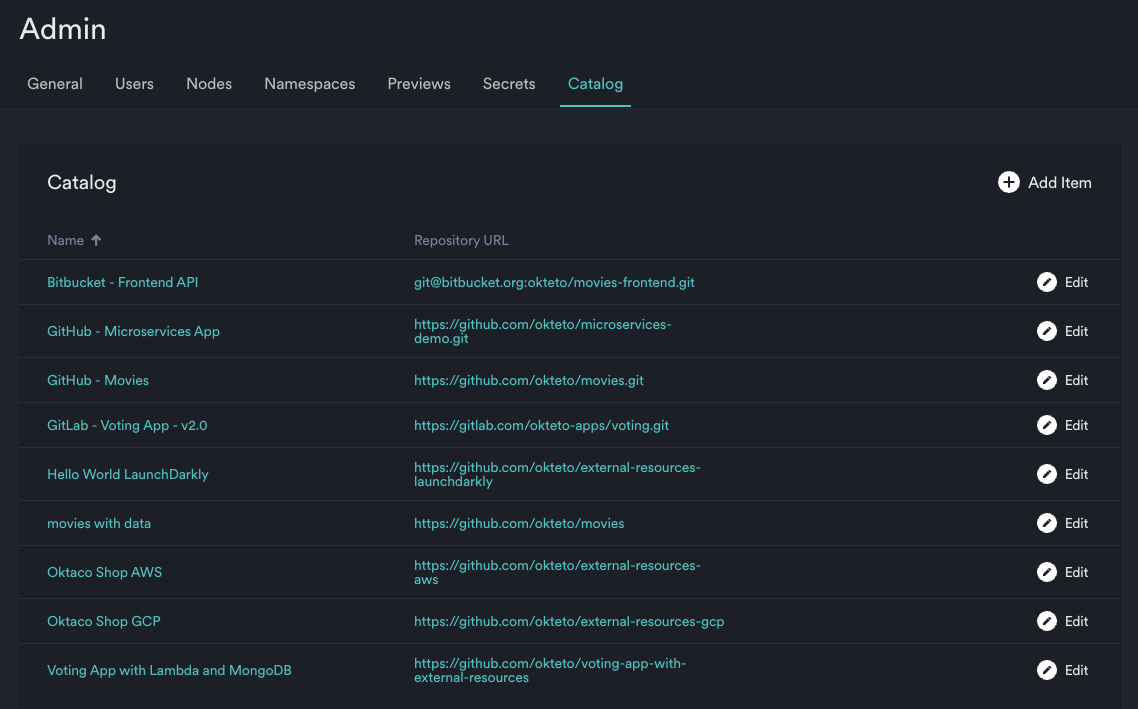 Admin
General Users Nodes Namespaces Previews Secrets Catalog
Catalog
Add Item
Name Repository URL
Bitbucket - Frontend API git@bitbucket.org:okteto/movies-frontend.git Edit
GitHub - Microservices App https://github.com/okteto/microservices-
demo.git Edit
GitHub - Movies https://github.com/okteto/movies.git Edit
GitLab - Voting App - v2.0 https://gitlab.com/okteto-apps/voting.git Edit
Hello World LaunchDarkly https://github.com/okteto/external-resources-
launchdarkly Edit
movies with data https://github.com/okteto/movies Edit
Oktaco Shop AWS https://github.com/okteto/external-resources-
aws Edit
Oktaco Shop GCP https://github.com/okteto/external-resources-gcp Edit
Voting App with Lambda and MongoDB https://github.com/okteto/voting-app-with-
external-resources Edit